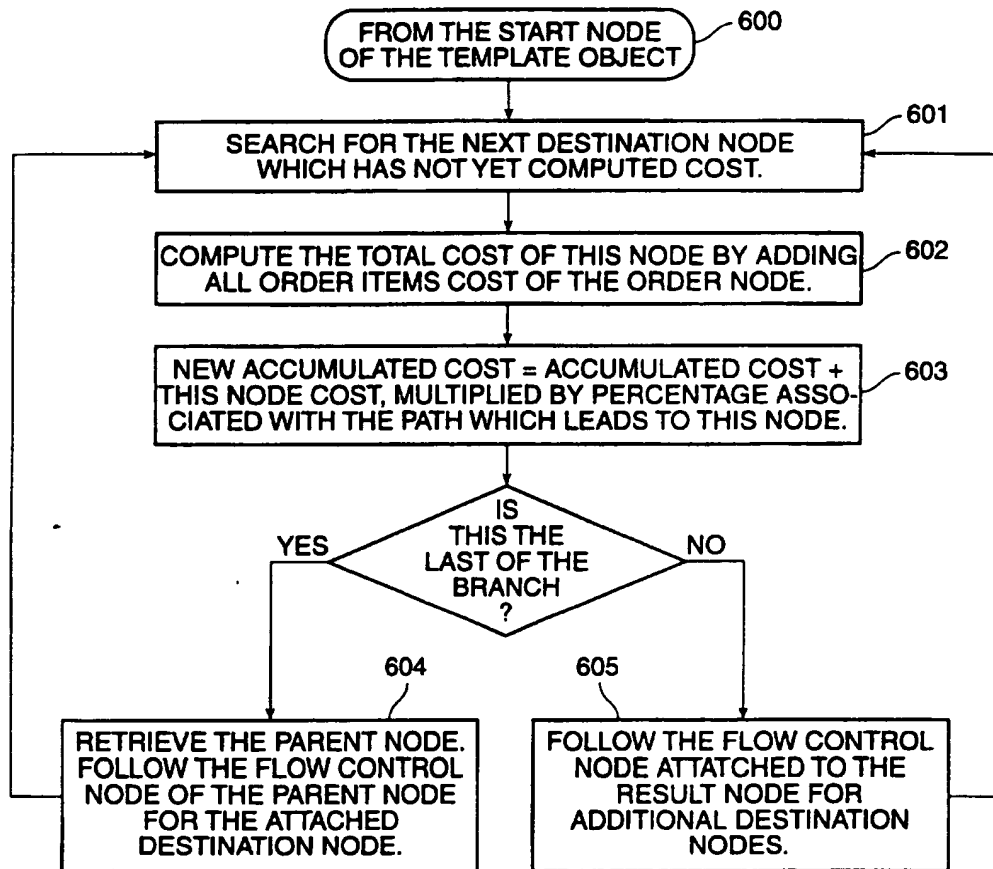 FROM THE START NODE
OF THE TEMPLATE OBJECT
600
601
SEARCH FOR THE NEXT DESTINATION NODE
WHICH HAS NOT YET COMPUTED COST.
COMPUTE THE TOTAL COST OF THIS NODE BY ADDING
ALL ORDER ITEMS COST OF THE ORDER NODE.
602
NEW ACCUMULATED COST = ACCUMULATED COST +
THIS NODE COST, MULTIPLIED BY PERCENTAGE ASSO-
CIATED WITH THE PATH WHICH LEADS TO THIS NODE.
603
IS
THIS THE
LAST OF THE
BRANCH
?
YES
NO
604
RETRIEVE THE PARENT NODE.
FOLLOW THE FLOW CONTROL
NODE OF THE PARENT NODE
FOR THE ATTACHED
DESTINATION NODE.
605
FOLLOW THE FLOW CONTROL
NODE ATTATCHED TO THE
RESULT NODE FOR
ADDITIONAL DESTINATION
NODES.